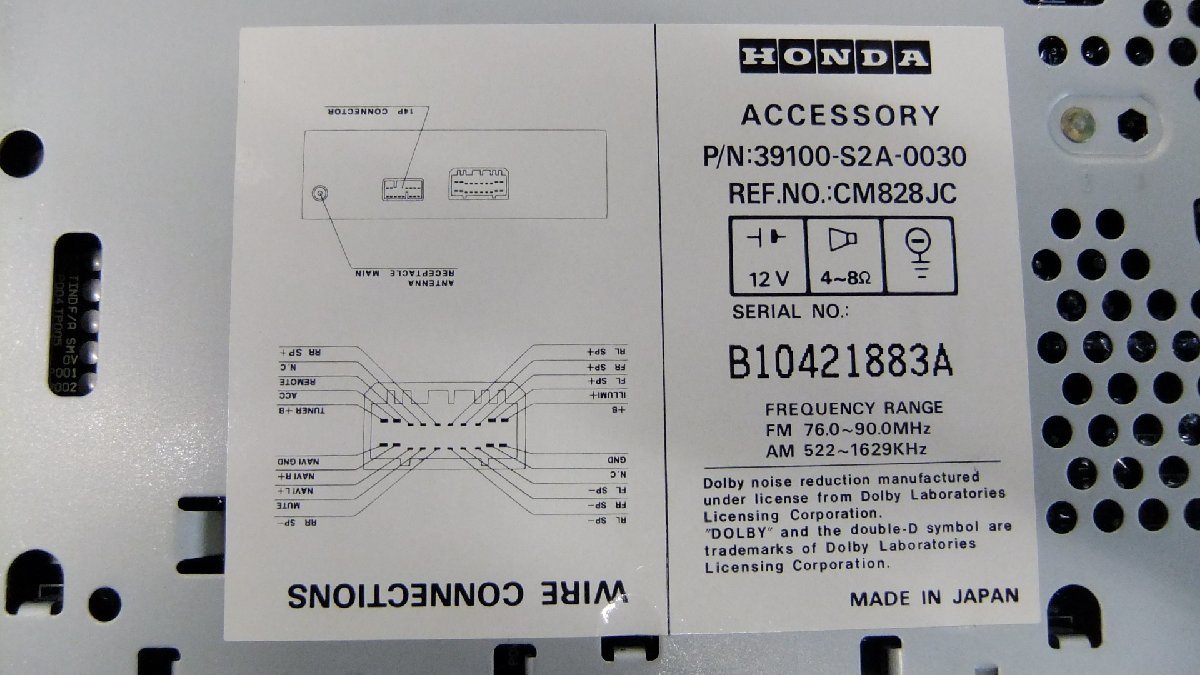 HONDA
ACCESSORY
P/N:39100-S2A-0030
REF.NO.:CM828JC
12V 4~8Ω
SERIAL NO.:
B10421883A
FREQUENCY RANGE
FM 76.0~90.0MHz
AM 522~1629KHz
Dolby noise reduction manufactured
under license from Dolby Laboratories
Licensing Corporation.
"DOLBY" and the double-D symbol are
trademarks of Dolby Laboratories
Licensing Corporation.
MADE IN JAPAN
WIRE CONNECTIONS
RL SP-
FR SP-
FL SP-
N.C
GND
+B
ILLUMI+
FL SP+
FR SP+
RL SP+
RR SP-
MUTE
NAVI L+
NAVI R+
NAVI GND
TUNER+B
ACC
REMOTE
N.C
RR SP+
ANTENNA
RECEPTACLE MAIN
14P CONNECTOR